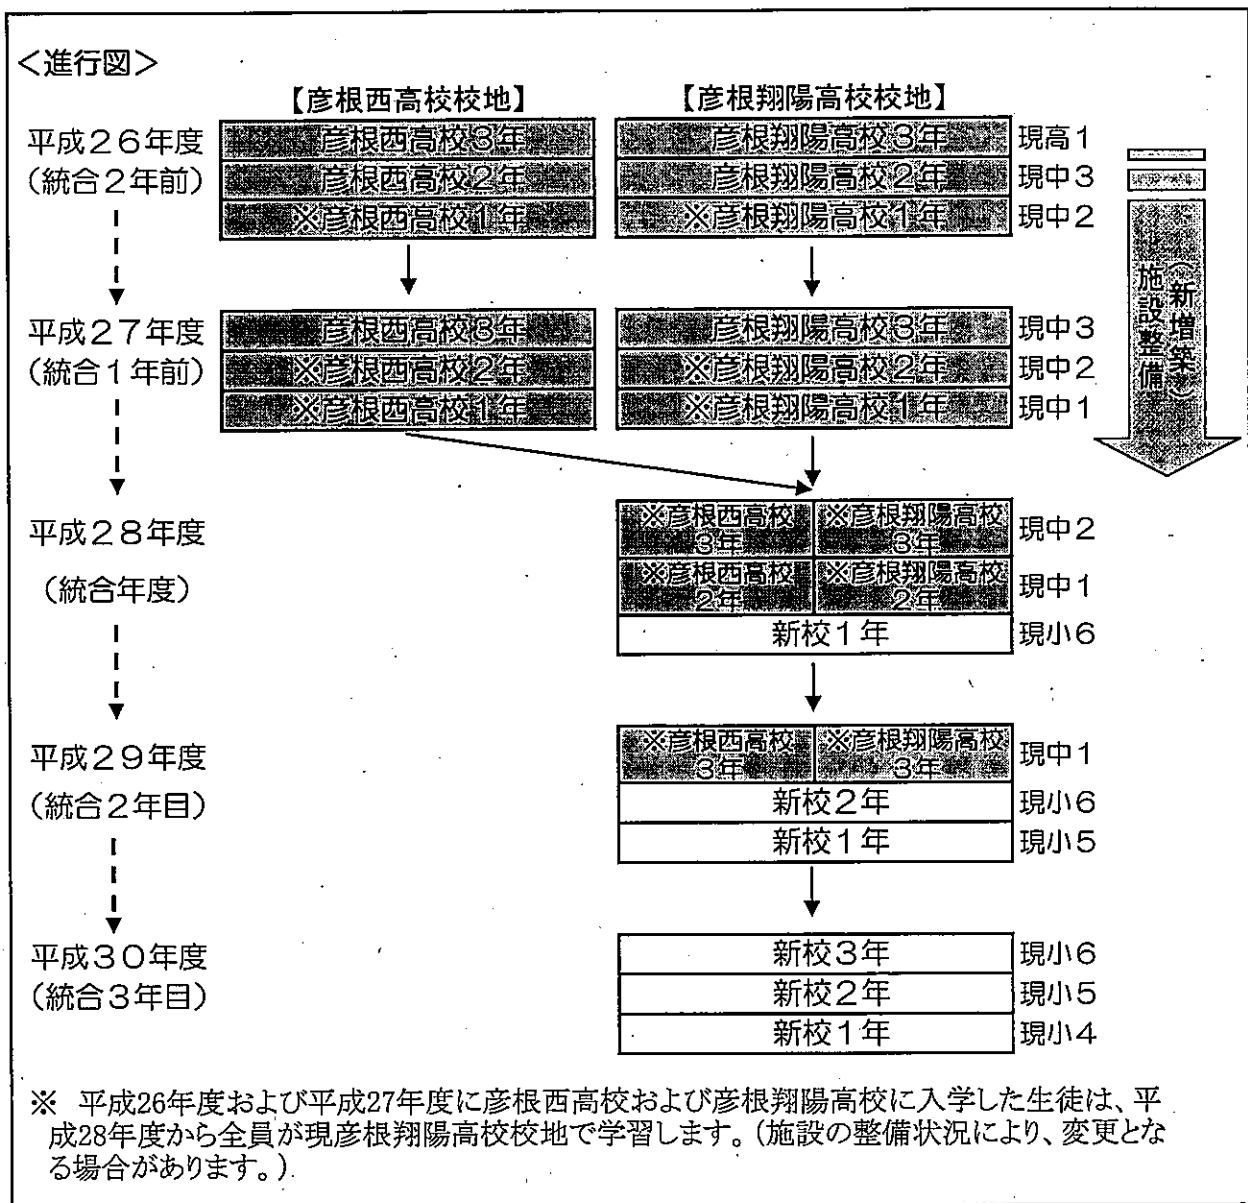 <進行図>
【彦根西高校校地】 【彦根翔陽高校校地】
平成26年度
(統合2年前)
彦根西高校3年 彦根翔陽高校3年 現高1
彦根西高校2年 彦根翔陽高校2年 現中3
※彦根西高校1年 ※彦根翔陽高校1年 現中2
施設整備
(新増築)
平成27年度
(統合1年前)
彦根西高校3年 彦根翔陽高校3年 現中3
※彦根西高校2年 ※彦根翔陽高校2年 現中2
※彦根西高校1年 ※彦根翔陽高校1年 現中1
平成28年度
(統合年度)
※彦根西高校 ※彦根翔陽高校 現中2
3年 3年
※彦根西高校 ※彦根翔陽高校 現中1
2年 2年
新校1年 現小6
平成29年度
(統合2年目)
※彦根西高校 ※彦根翔陽高校 現中1
3年 3年
新校2年 現小6
新校1年 現小5
平成30年度
(統合3年目)
新校3年 現小6
新校2年 現小5
新校1年 現小4
※ 平成26年度および平成27年度に彦根西高校および彦根翔陽高校に入学した生徒は、平
成28年度から全員が現彦根翔陽高校校地で学習します。(施設の整備状況により、変更とな
る場合があります。)